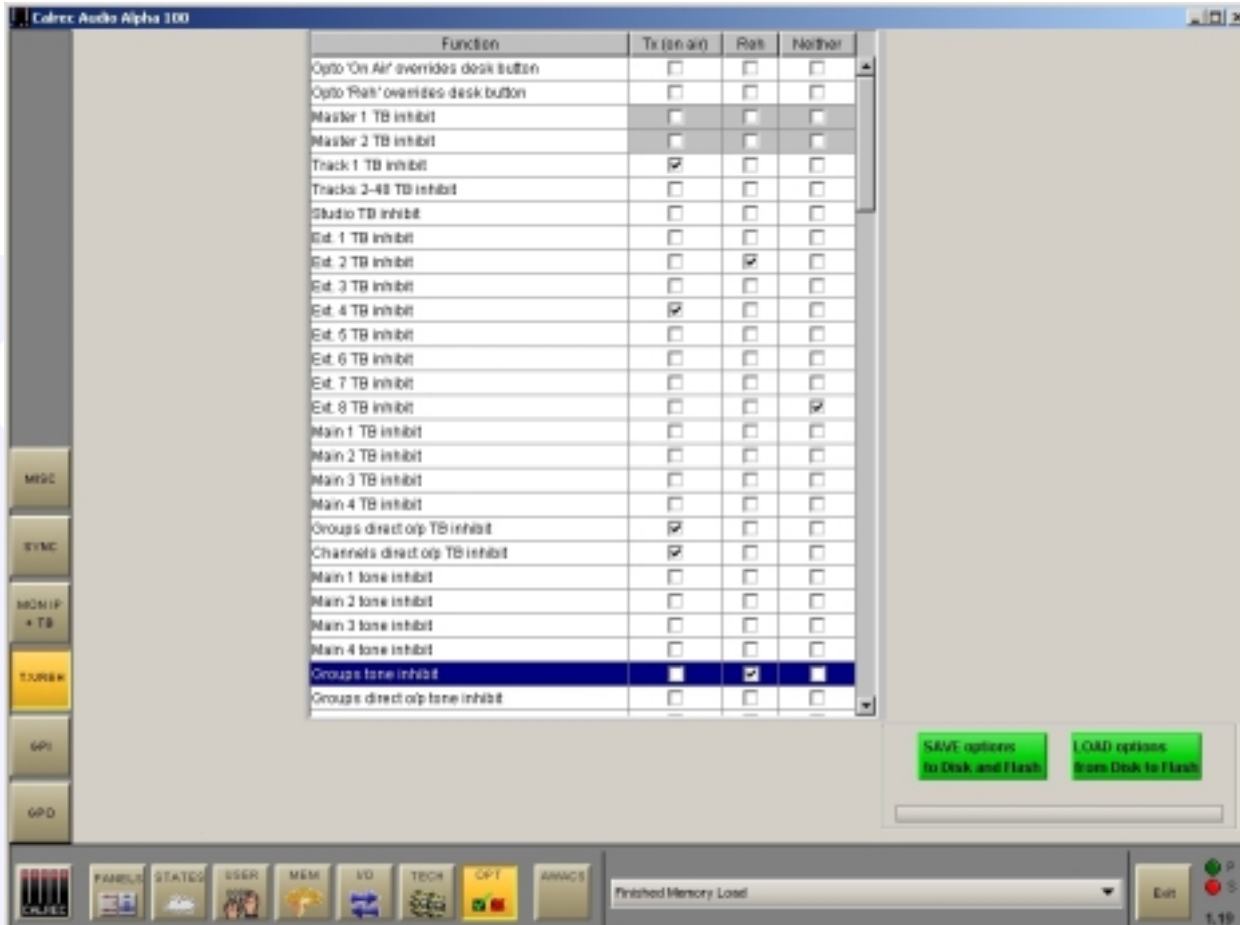 Calrec Audio Alpha 100
Function Tx (on air) Reh Neither
Opto 'On Air' overrides desk button
Opto 'Reh' overrides desk button
Master 1 TB inhibit
Master 2 TB inhibit
Track 1 TB inhibit
Tracks 2-48 TB inhibit
Studio TB inhibit
Ext. 1 TB inhibit
Ext. 2 TB inhibit
Ext. 3 TB inhibit
Ext. 4 TB inhibit
Ext. 5 TB inhibit
Ext. 6 TB inhibit
Ext. 7 TB inhibit
Ext. 8 TB inhibit
Main 1 TB inhibit
Main 2 TB inhibit
Main 3 TB inhibit
Main 4 TB inhibit
Groups direct o/p TB inhibit
Channels direct o/p TB inhibit
Main 1 tone inhibit
Main 2 tone inhibit
Main 3 tone inhibit
Main 4 tone inhibit
Groups tone inhibit
Groups direct o/p tone inhibit
MISC
SYNC
MON IP
+ TB
TX/REH
GPI
GPO
SAVE options
to Disk and Flash
LOAD options
from Disk to Flash
CALREC
PANELS
STATES
USER
MEM
I/O
TECH
OPT
AWACS
Finished Memory Load
Exit
P
S
1.19